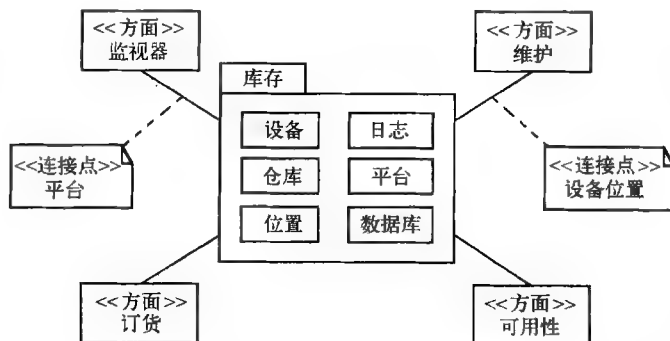 <<方面>>
监视器
<<方面>>
维护
库存
设备
日志
<<连接点>>
平台
仓库
平台
<<连接点>>
设备位置
位置
数据库
<<方面>>
订货
<<方面>>
可用性